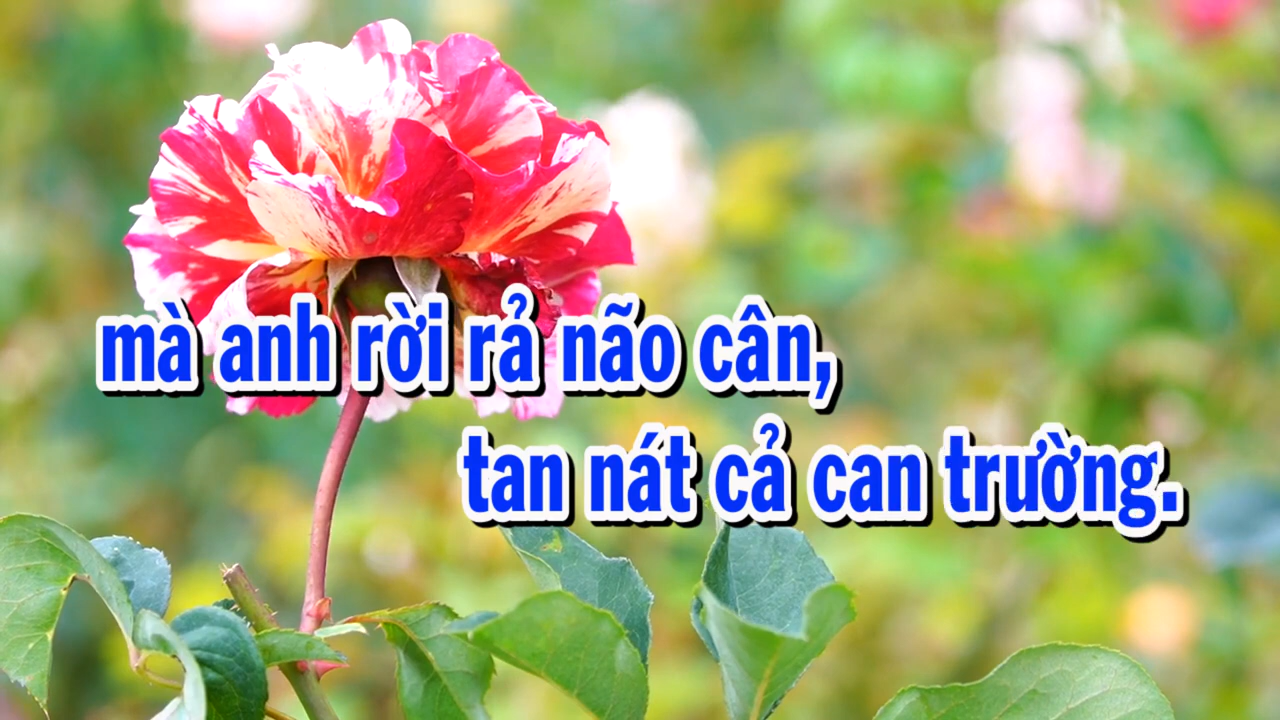 mà anh rời rả não cân,
tan nát cả can trường.